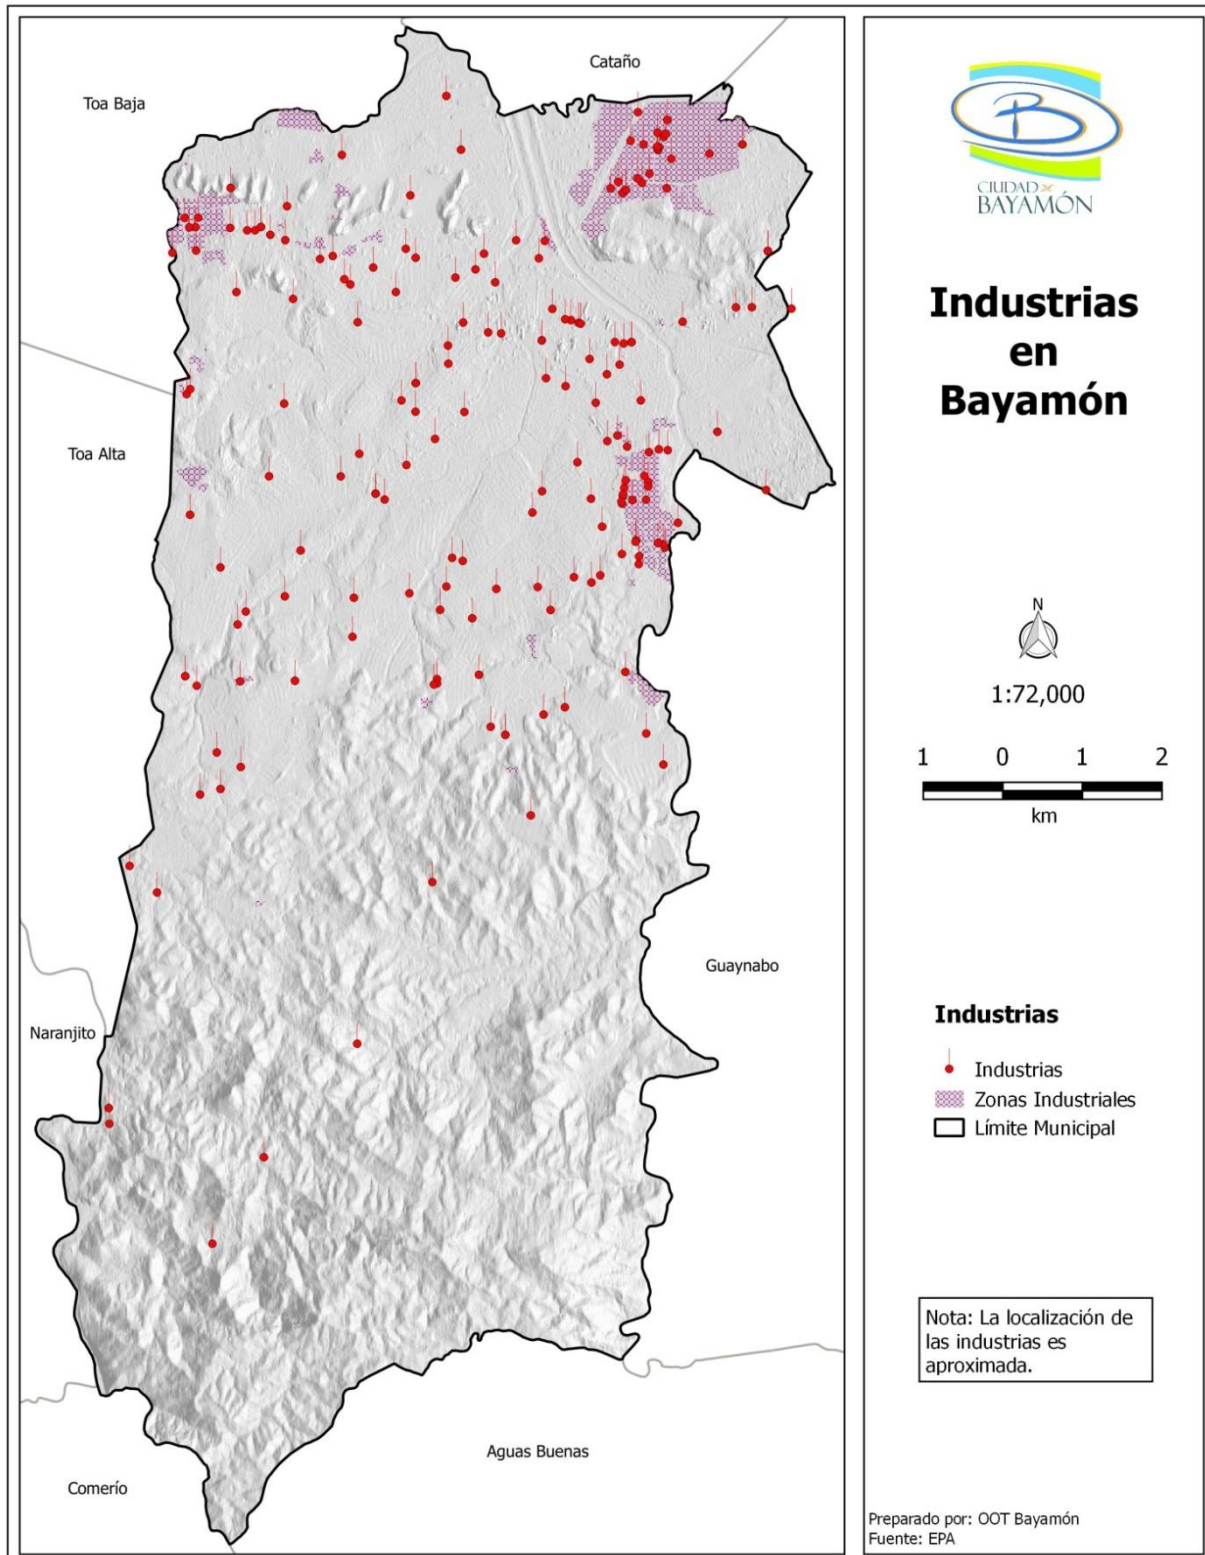 Cataño
Toa Baja
Toa Alta
Guaynabo
Naranjito
Aguas Buenas
Comerío
CIUDAD DE
BAYAMÓN
Industrias
en
Bayamón
N
1:72,000
1 0 1 2
km
Industrias
Industrias
Zonas Industriales
Límite Municipal
Nota: La localización de
las industrias es
aproximada.
Preparado por: OOT Bayamón
Fuente: EPA